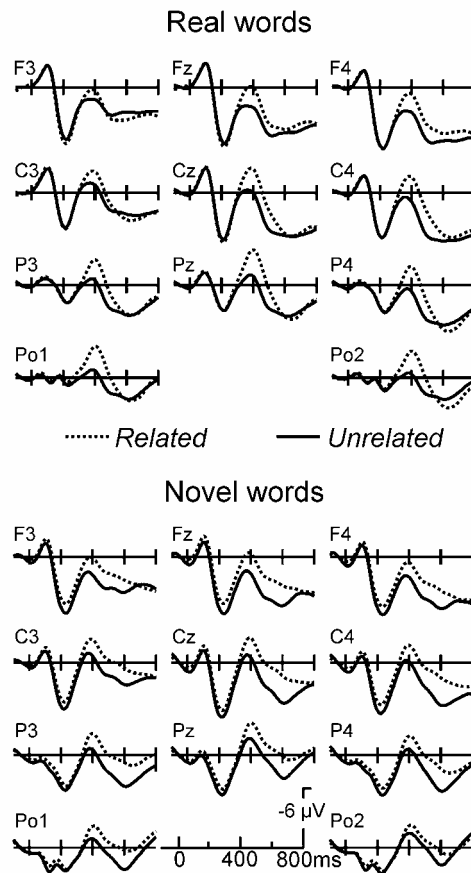 Real words
F3 Fz F4
C3 Cz C4
P3 Pz P4
Po1 Po2
Related Unrelated
Novel words
F3 Fz F4
C3 Cz C4
P3 Pz P4
-6 µV
Po1 Po2
0 400 800ms